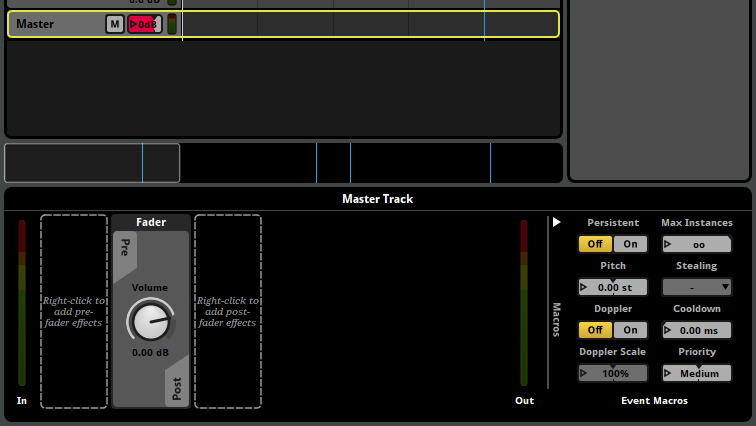 0.0 dB
Master M 0dB
Master Track
Fader
Pre
Volume
0.00 dB
Post
Right-click to
add pre-
fader effects
Right-click to
add post-
fader effects
In
Out
Macros
Persistent Max Instances
Off On oo
Pitch Stealing
0.00 st -
Doppler Cooldown
Off On 0.00 ms
Doppler Scale Priority
100% Medium
Event Macros